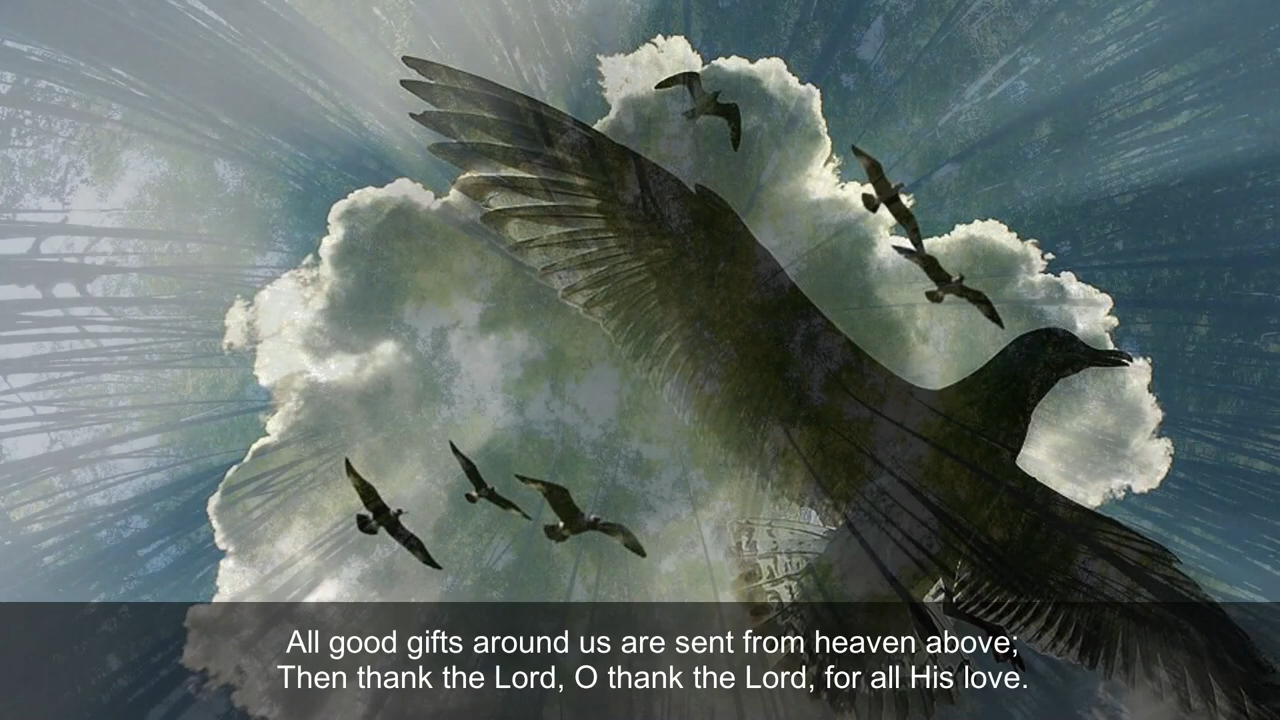 All good gifts around us are sent from heaven above;
Then thank the Lord, O thank the Lord, for all His love.